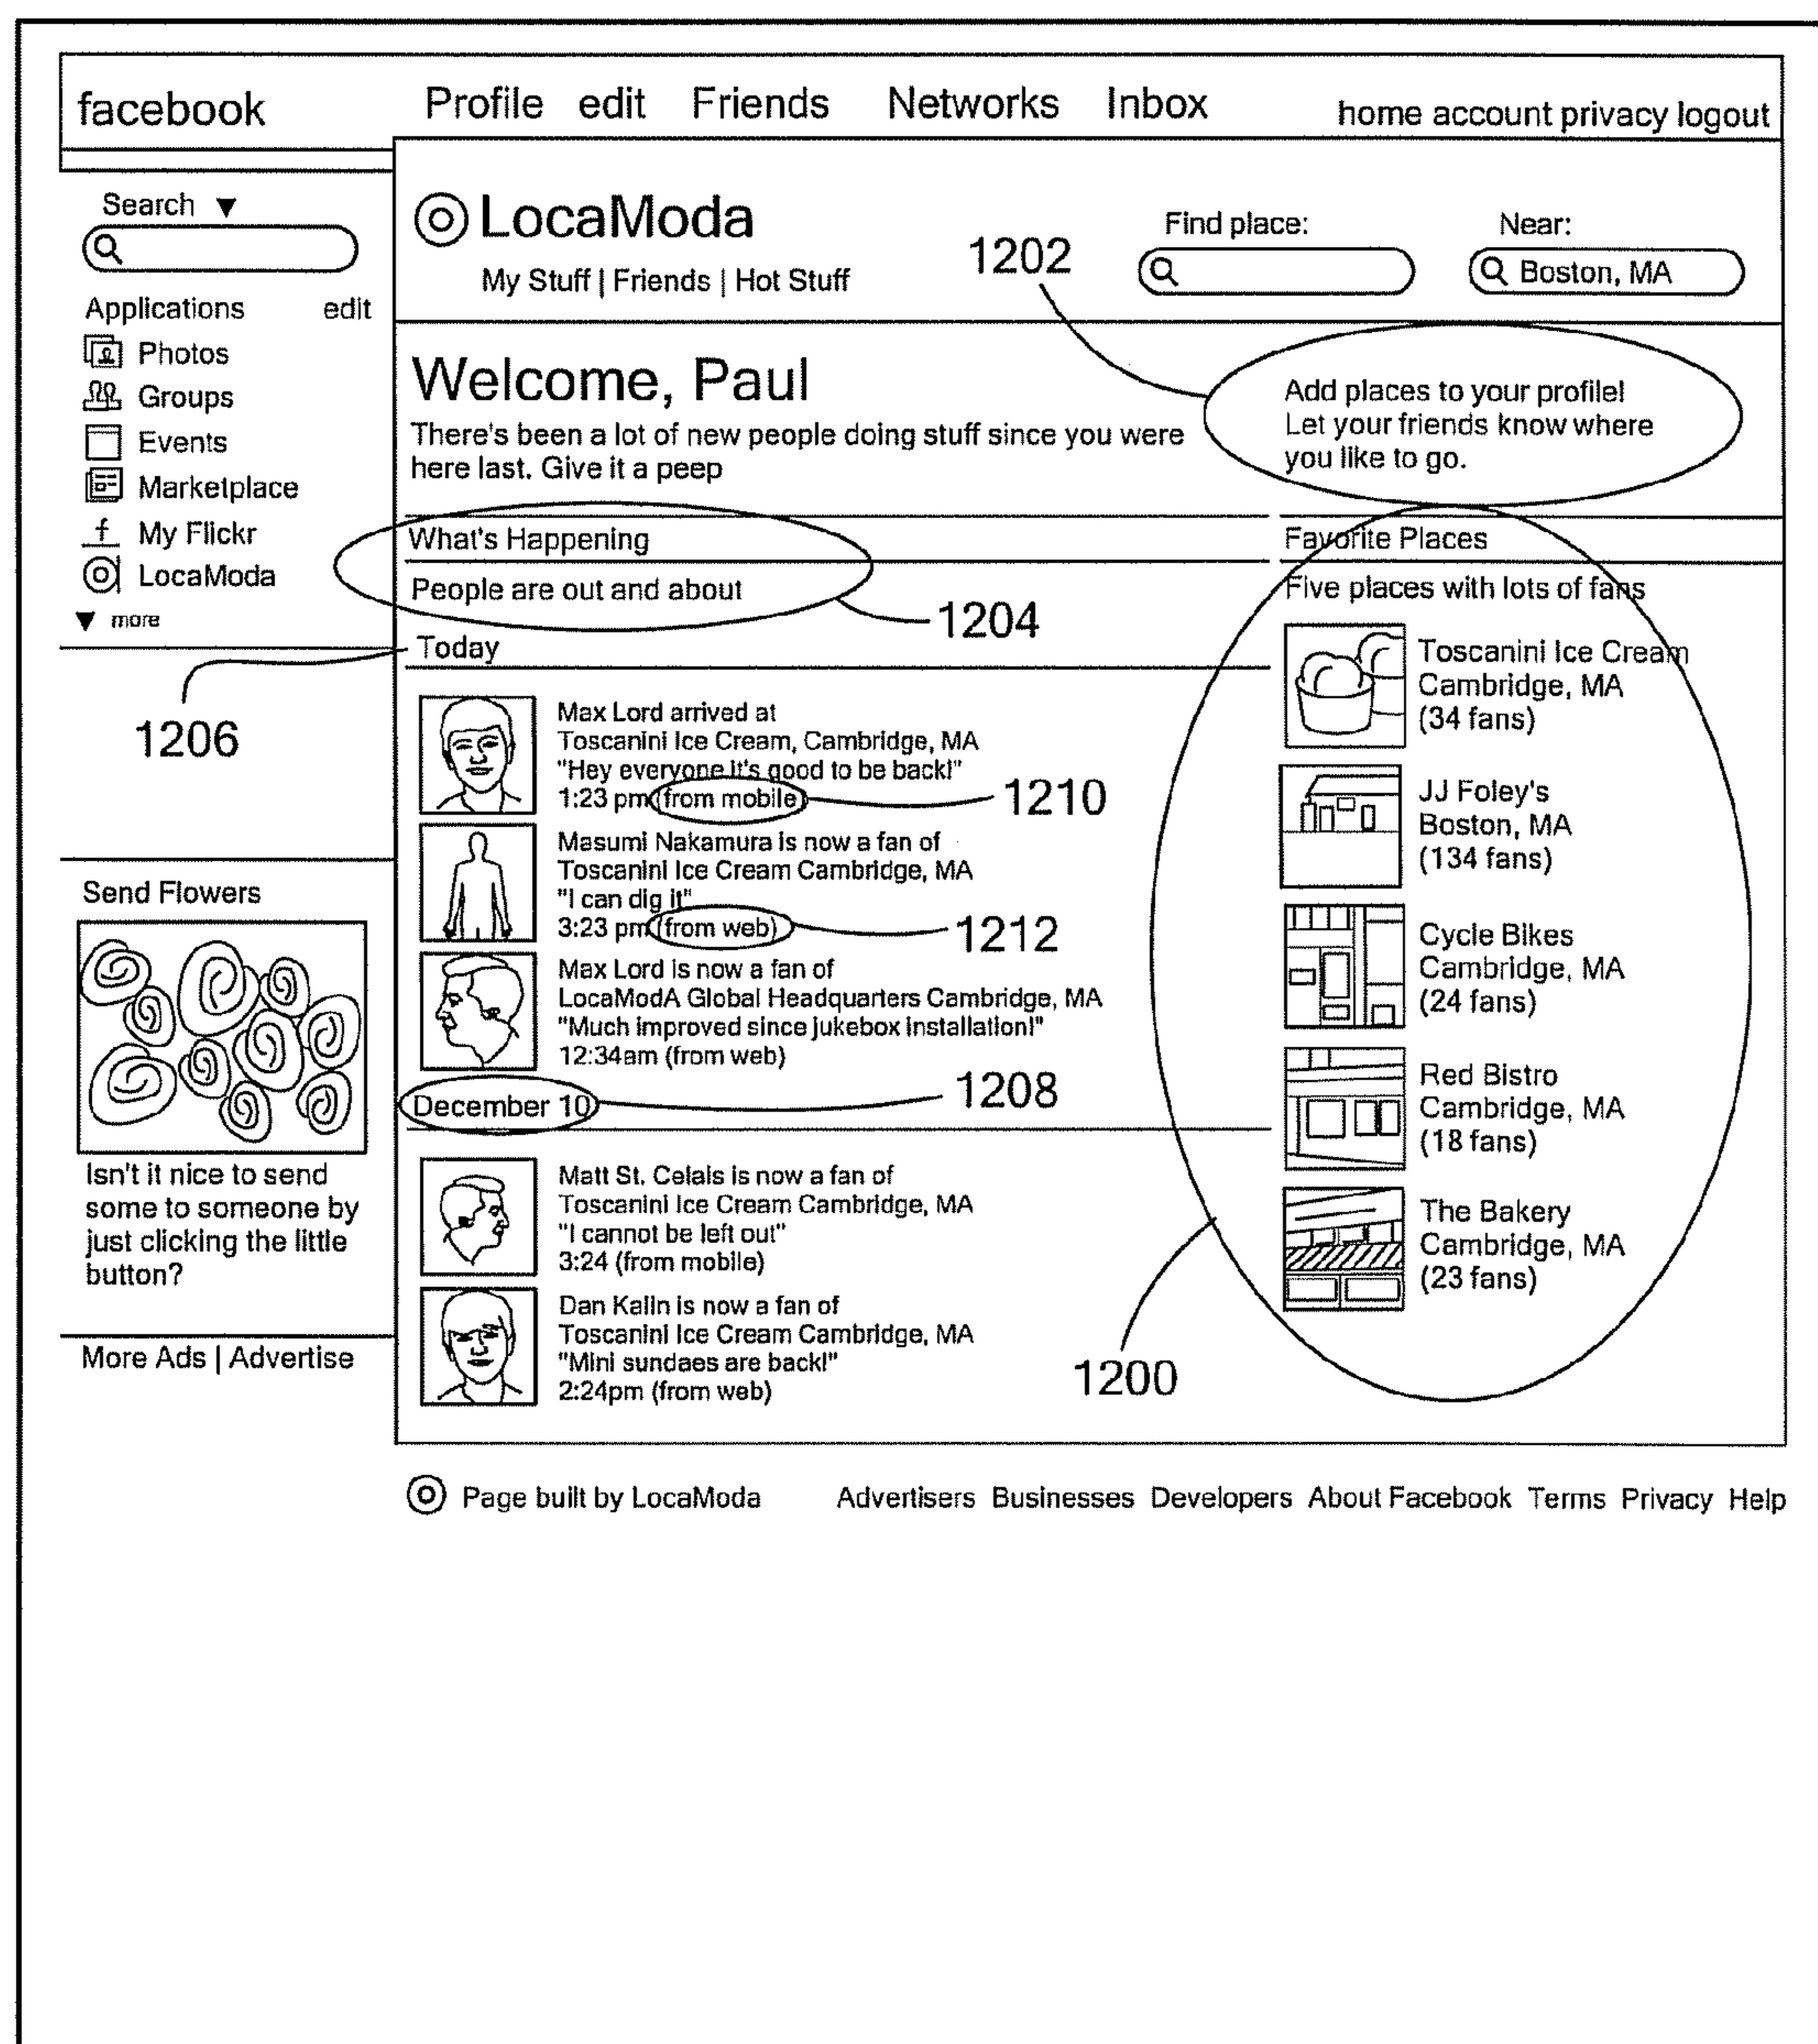 facebook
Profile edit Friends Networks Inbox
home account privacy logout
Search ▼
Applications edit
Photos
Groups
Events
Marketplace
f My Flickr
LocaModa
▼ more
Send Flowers
Isn't it nice to send
some to someone by
just clicking the little
button?
More Ads | Advertise
LocaModa
My Stuff | Friends | Hot Stuff
Find place:
Near:
Boston, MA
1202
Welcome, Paul
There's been a lot of new people doing stuff since you were
here last. Give it a peep
Add places to your profile!
Let your friends know where
you like to go.
What's Happening
People are out and about
1204
Today
1206
Max Lord arrived at
Toscanini Ice Cream, Cambridge, MA
"Hey everyone it's good to be back!"
1:23 pm (from mobile)
1210
Masumi Nakamura is now a fan of
Toscanini Ice Cream Cambridge, MA
"I can dig it"
3:23 pm (from web)
1212
Max Lord is now a fan of
LocaModA Global Headquarters Cambridge, MA
"Much improved since jukebox installation!"
12:34am (from web)
December 10
1208
Matt St. Celais is now a fan of
Toscanini Ice Cream Cambridge, MA
"I cannot be left out"
3:24 (from mobile)
Dan Kalin is now a fan of
Toscanini Ice Cream Cambridge, MA
"Mini sundaes are back!"
2:24pm (from web)
Favorite Places
Five places with lots of fans
Toscanini Ice Cream
Cambridge, MA
(34 fans)
JJ Foley's
Boston, MA
(134 fans)
Cycle Bikes
Cambridge, MA
(24 fans)
Red Bistro
Cambridge, MA
(18 fans)
The Bakery
Cambridge, MA
(23 fans)
1200
Page built by LocaModa
Advertisers Businesses Developers About Facebook Terms Privacy Help